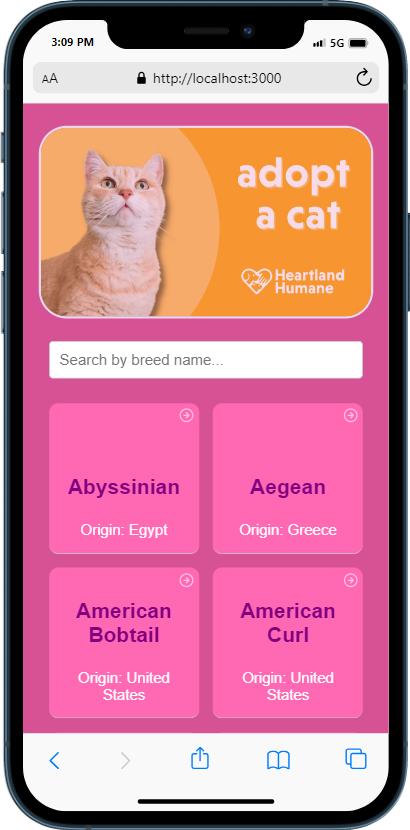 3:09 PM
5G
AA
http://localhost:3000
adopt
a cat
Heartland
Humane
Search by breed name...
Abyssinian
Origin: Egypt
Aegean
Origin: Greece
American
Bobtail
Origin: United
States
American
Curl
Origin: United
States